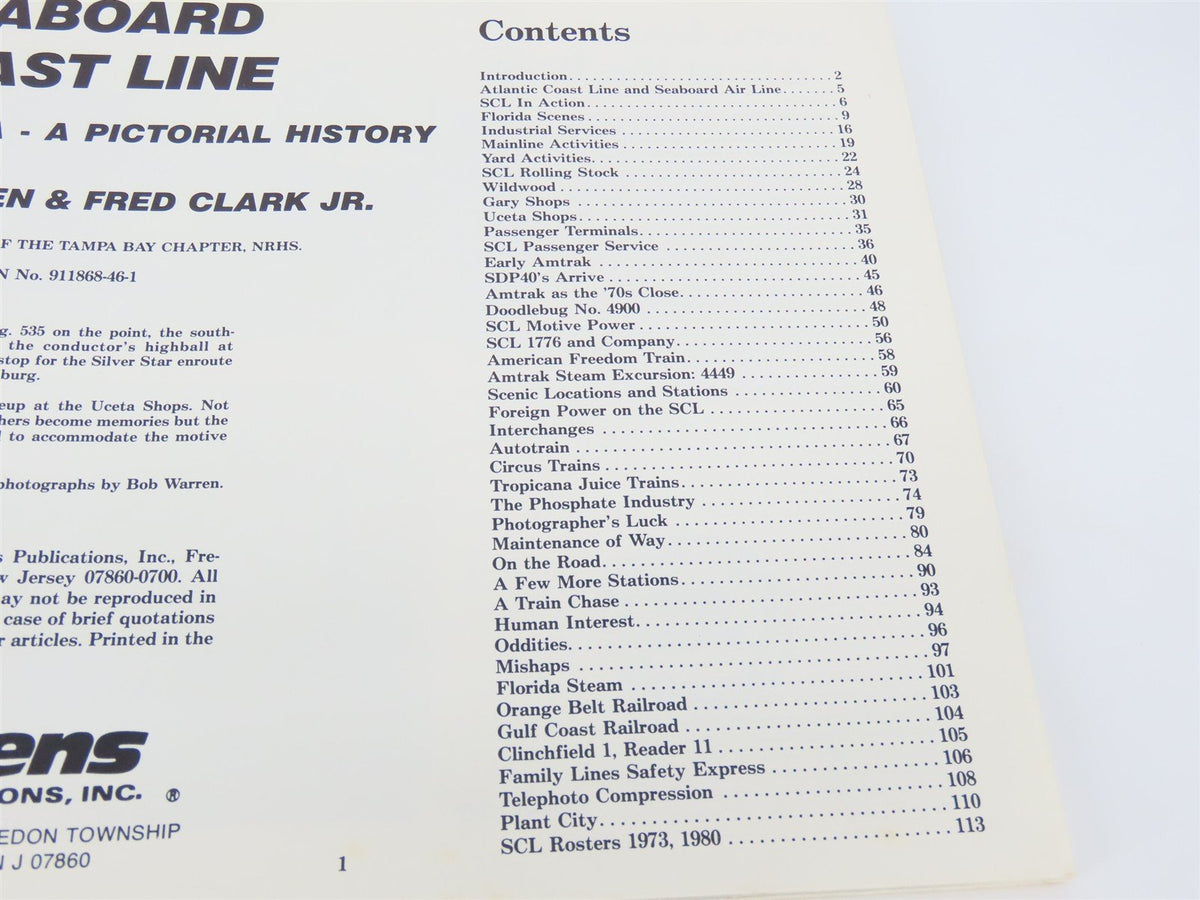 ABOARD
AST LINE
- A PICTORIAL HISTORY
EN & FRED CLARK JR.
F THE TAMPA BAY CHAPTER, NRHS.
N No. 911868-46-1
g. 535 on the point, the south-
the conductor's highball at
stop for the Silver Star enroute
burg.
eup at the Uceta Shops. Not
hers become memories but the
to accommodate the motive
photographs by Bob Warren.
s Publications, Inc., Fre-
w Jersey 07860-0700. All
ay not be reproduced in
case of brief quotations
r articles. Printed in the
ens
ONS, INC. ®
EDON TOWNSHIP
N J 07860
1
Contents
Introduction 2
Atlantic Coast Line and Seaboard Air Line 5
SCL In Action 6
Florida Scenes 9
Industrial Services 16
Mainline Activities 19
Yard Activities 22
SCL Rolling Stock 24
Wildwood 28
Gary Shops 30
Uceta Shops 31
Passenger Terminals 35
SCL Passenger Service 36
Early Amtrak 40
SDP40's Arrive 45
Amtrak as the '70s Close 46
Doodlebug No. 4900 48
SCL Motive Power 50
SCL 1776 and Company 56
American Freedom Train 58
Amtrak Steam Excursion: 4449 59
Scenic Locations and Stations 60
Foreign Power on the SCL 65
Interchanges 66
Autotrain 67
Circus Trains 70
Tropicana Juice Trains 73
The Phosphate Industry 74
Photographer's Luck 79
Maintenance of Way 80
On the Road 84
A Few More Stations 90
A Train Chase 93
Human Interest 94
Oddities 96
Mishaps 97
Florida Steam 101
Orange Belt Railroad 103
Gulf Coast Railroad 104
Clinchfield 1, Reader 11 105
Family Lines Safety Express 106
Telephoto Compression 108
Plant City 110
SCL Rosters 1973, 1980 113